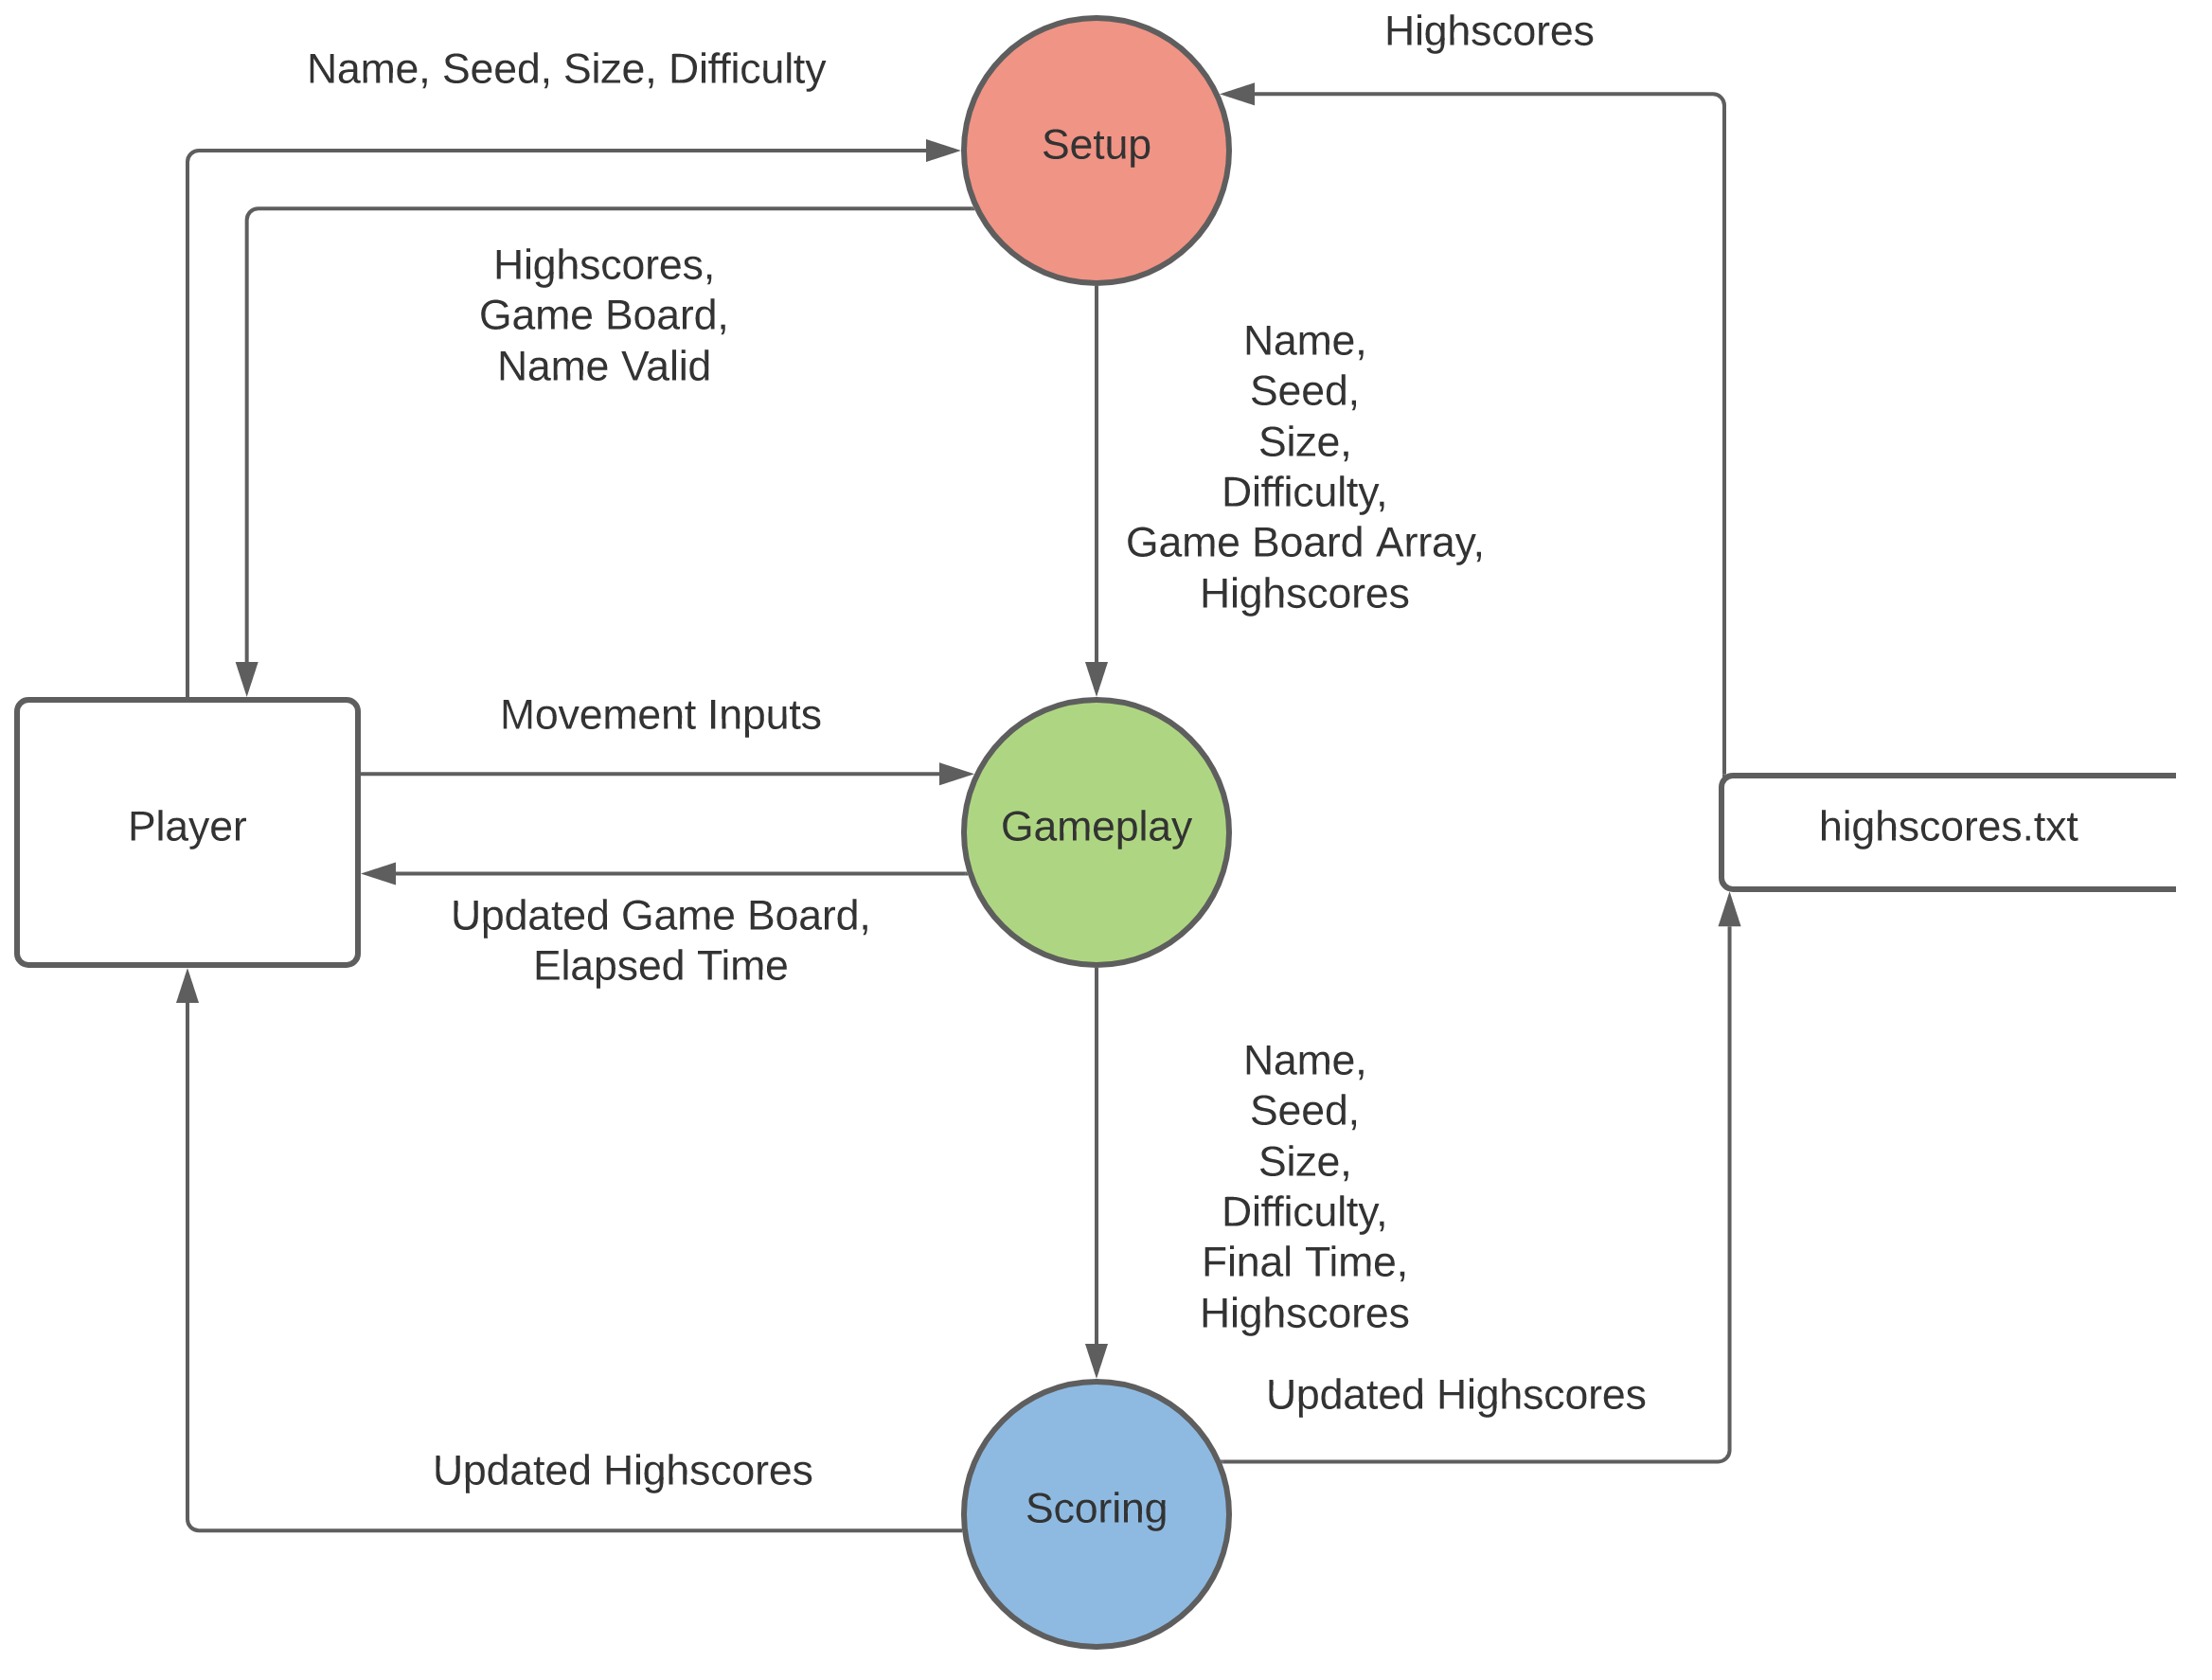 Highscores
Name, Seed, Size, Difficulty
Setup
Highscores,
Game Board,
Name Valid
Name,
Seed,
Size,
Difficulty,
Game Board Array,
Highscores
Movement Inputs
Player
Gameplay
highscores.txt
Updated Game Board,
Elapsed Time
Name,
Seed,
Size,
Difficulty,
Final Time,
Highscores
Updated Highscores
Updated Highscores
Scoring